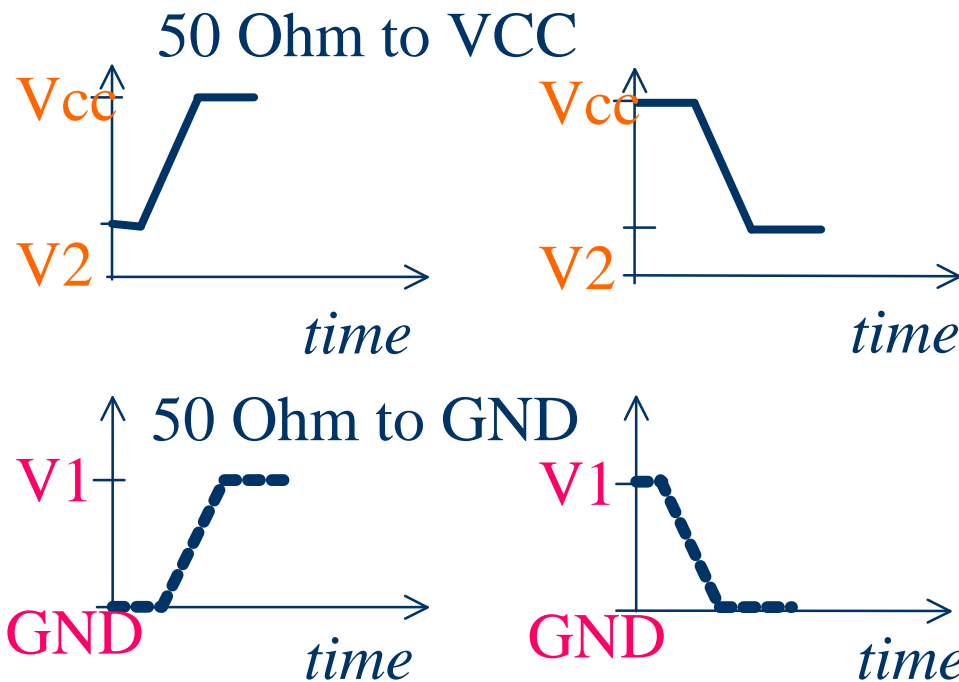 50 Ohm to VCC
Vcc
Vcc
V2
V2
time
time
50 Ohm to GND
V1
V1
GND
GND
time
time